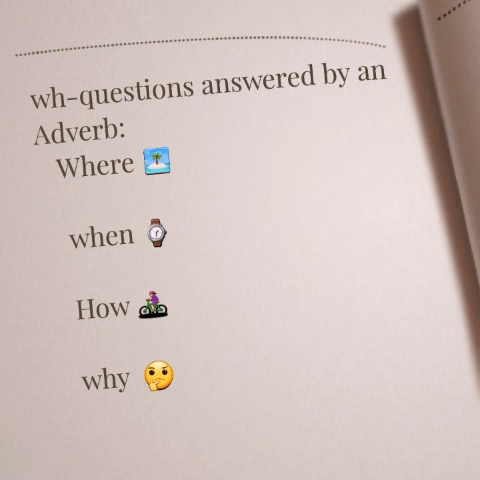 wh-questions answered by an
Adverb:
Where 🏝️
when ⌚
How 🚵
why 🤔